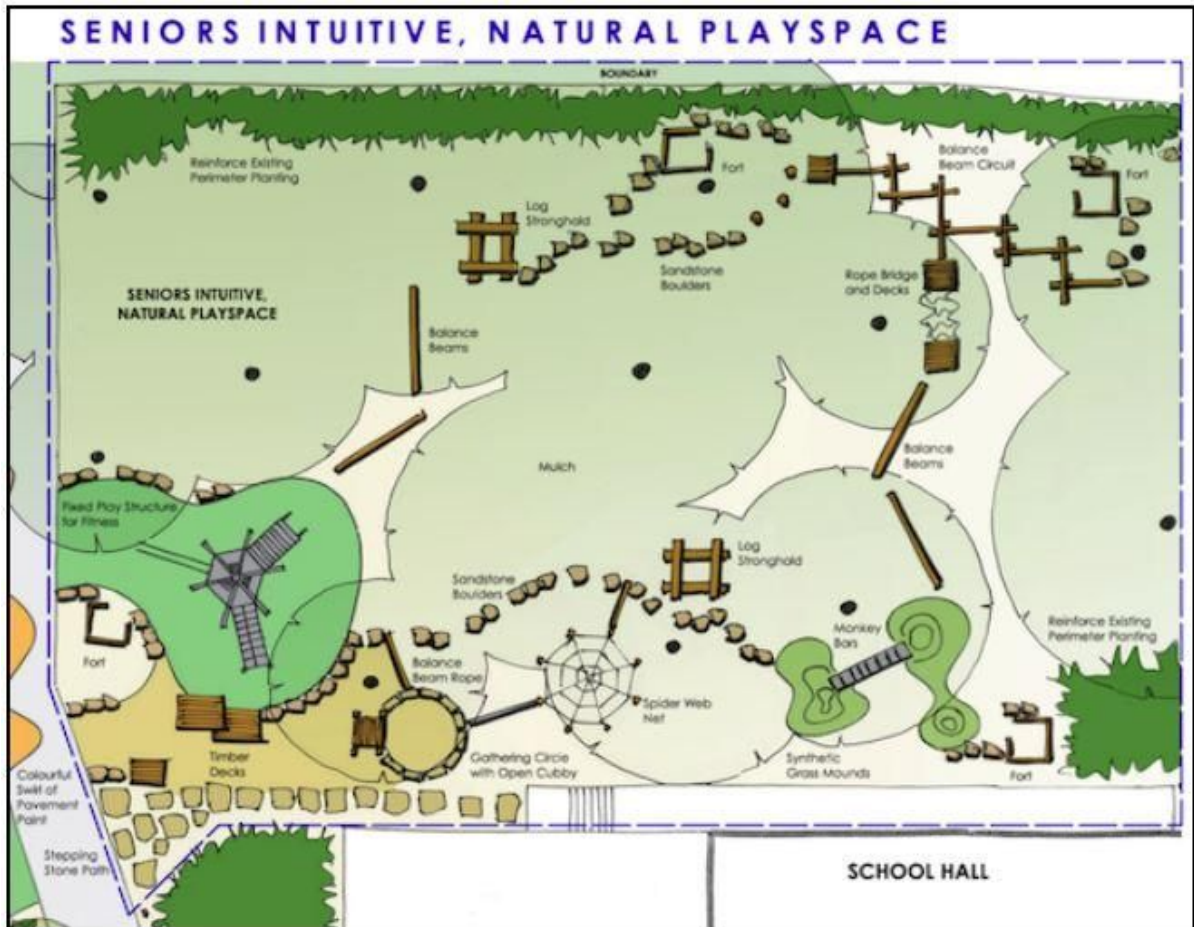 SENIORS INTUITIVE, NATURAL PLAYSPACE
BOUNDARY
Reinforce Existing
Perimeter Planting
Fort
Balance
Beam Circuit
Fort
Log
Stronghold
Sandstone
Boulders
Rope Bridge
and Decks
SENIORS INTUITIVE,
NATURAL PLAYSPACE
Balance
Beams
Balance
Beams
Mulch
Fixed Play Structure
for Fitness
Log
Stronghold
Sandstone
Boulders
Monkey
Bars
Reinforce Existing
Perimeter Planting
Fort
Balance
Beam Rope
Spider Web
Net
Timber
Decks
Gathering Circle
with Open Cubby
Synthetic
Grass Mounds
Fort
Colourful
Swirl of
Pavement
Paint
Stepping
Stone Path
SCHOOL HALL